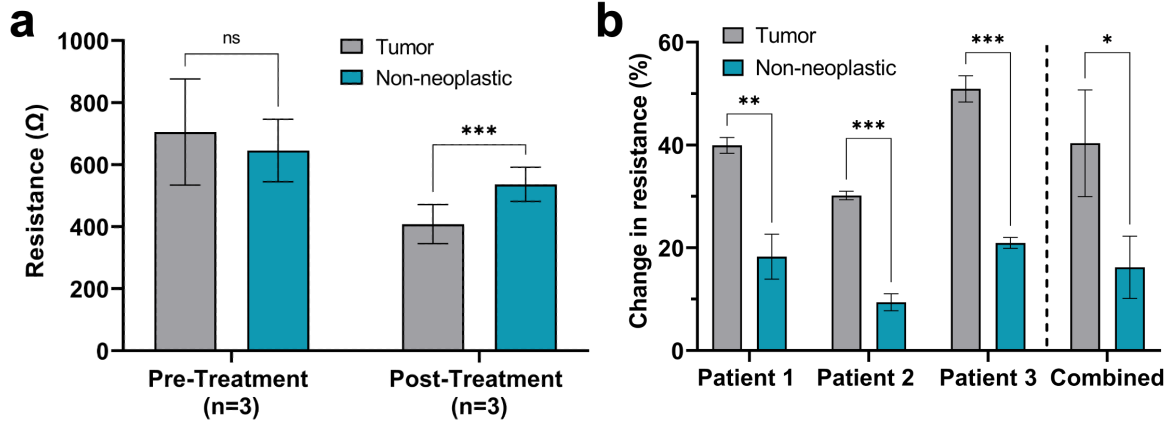 a
1000
800
600
400
200
0
Resistance (Ω)
ns
***
Tumor
Non-neoplastic
Pre-Treatment
(n=3)
Post-Treatment
(n=3)
b
60
40
20
0
Change in resistance (%)
Tumor
Non-neoplastic
**
***
***
*
Patient 1
Patient 2
Patient 3
Combined